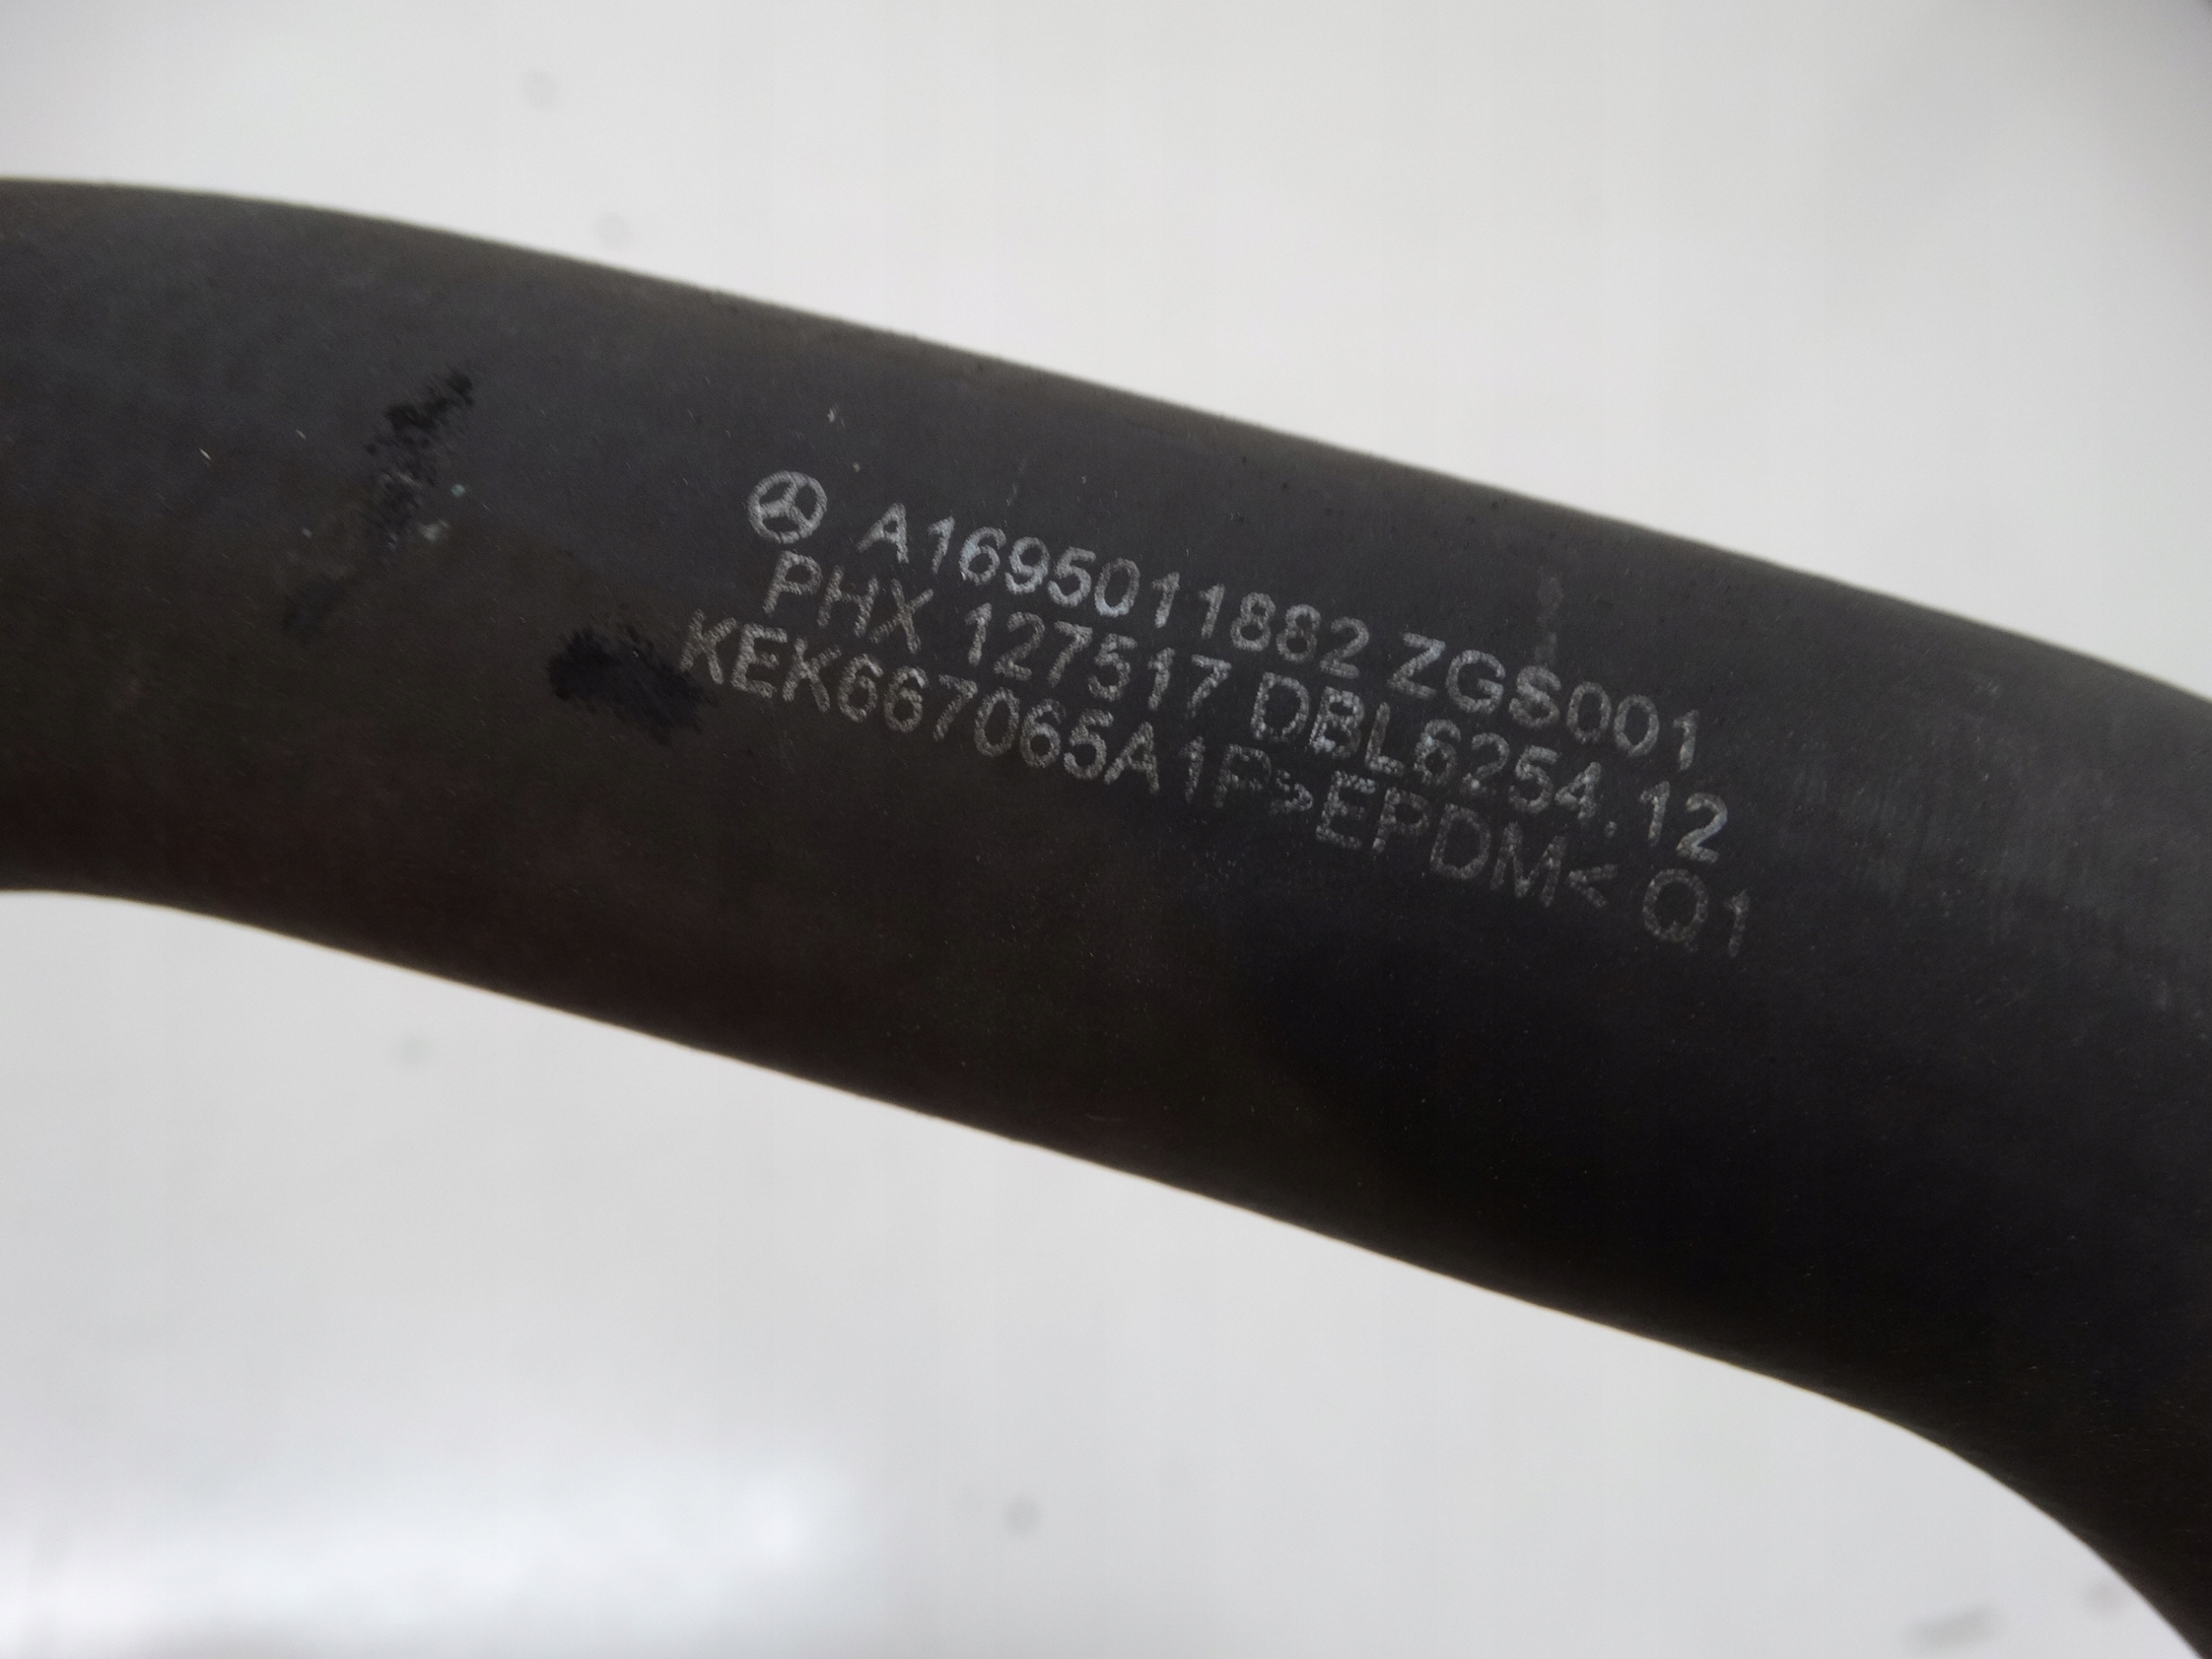 A1695011882 ZGS001
PHX 127517 DBL6254.12
KEK667065A1P>EPDM< Q1